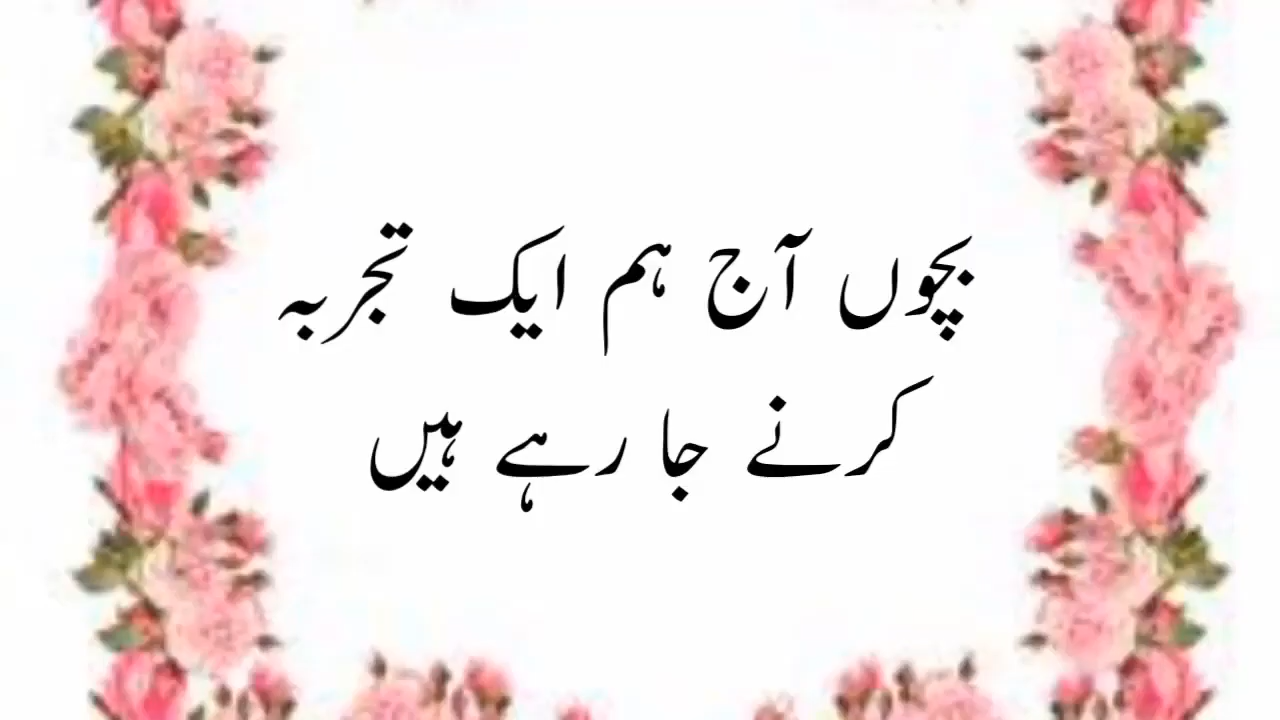 بچوں آج ہم ایک تجربہ
کرنے جا رہے ہیں